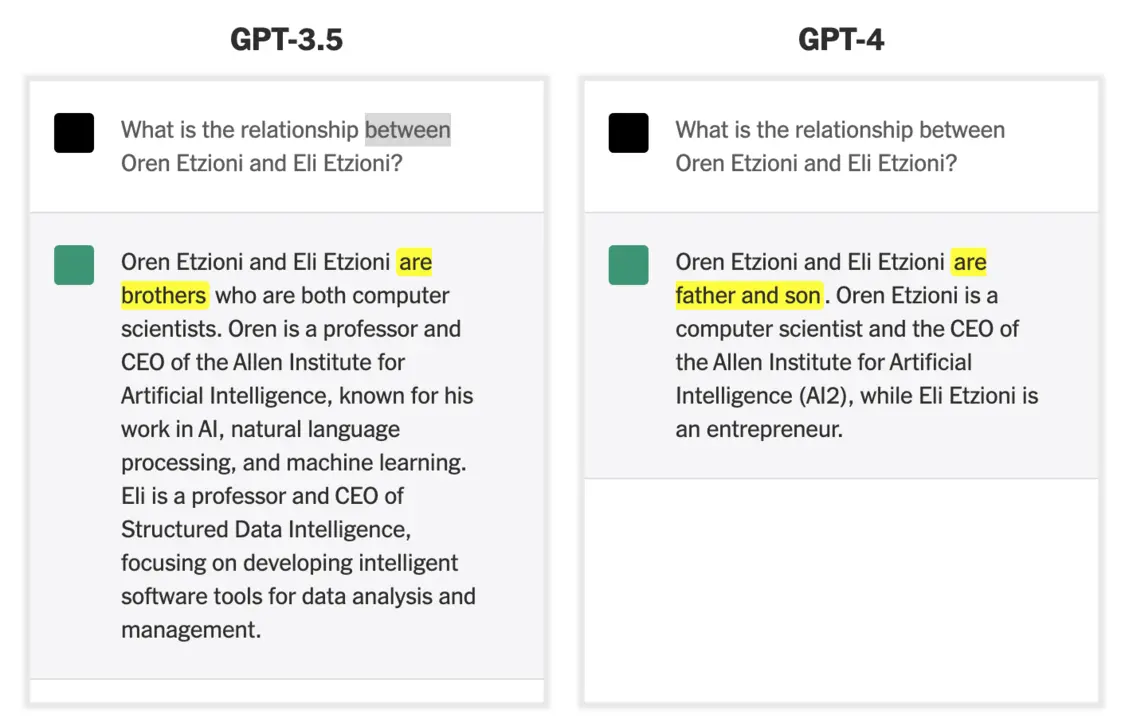 GPT-3.5
What is the relationship between
Oren Etzioni and Eli Etzioni?
Oren Etzioni and Eli Etzioni are
brothers who are both computer
scientists. Oren is a professor and
CEO of the Allen Institute for
Artificial Intelligence, known for his
work in AI, natural language
processing, and machine learning.
Eli is a professor and CEO of
Structured Data Intelligence,
focusing on developing intelligent
software tools for data analysis and
management.
GPT-4
What is the relationship between
Oren Etzioni and Eli Etzioni?
Oren Etzioni and Eli Etzioni are
father and son. Oren Etzioni is a
computer scientist and the CEO of
the Allen Institute for Artificial
Intelligence (AI2), while Eli Etzioni is
an entrepreneur.